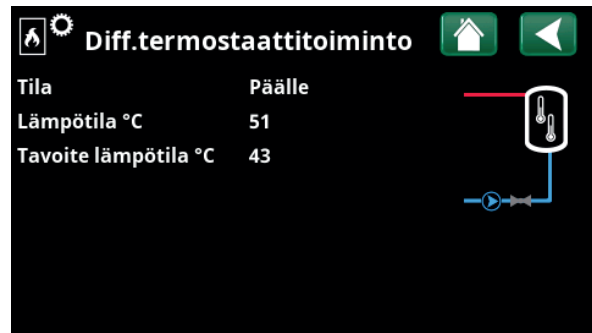 Diff.termostaattitoiminto
Tila Päälle
Lämpötila °C 51
Tavoite lämpötila °C 43